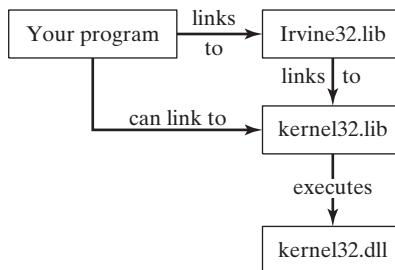 Your program
links
to
Irvine32.lib
links to
can link to
kernel32.lib
executes
kernel32.dll